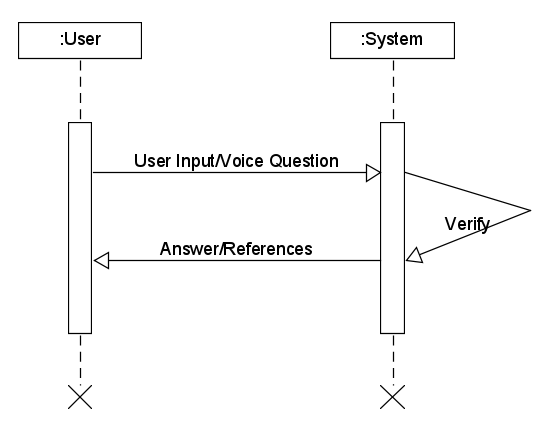 :User
:System
User Input/Voice Question
Verify
Answer/References